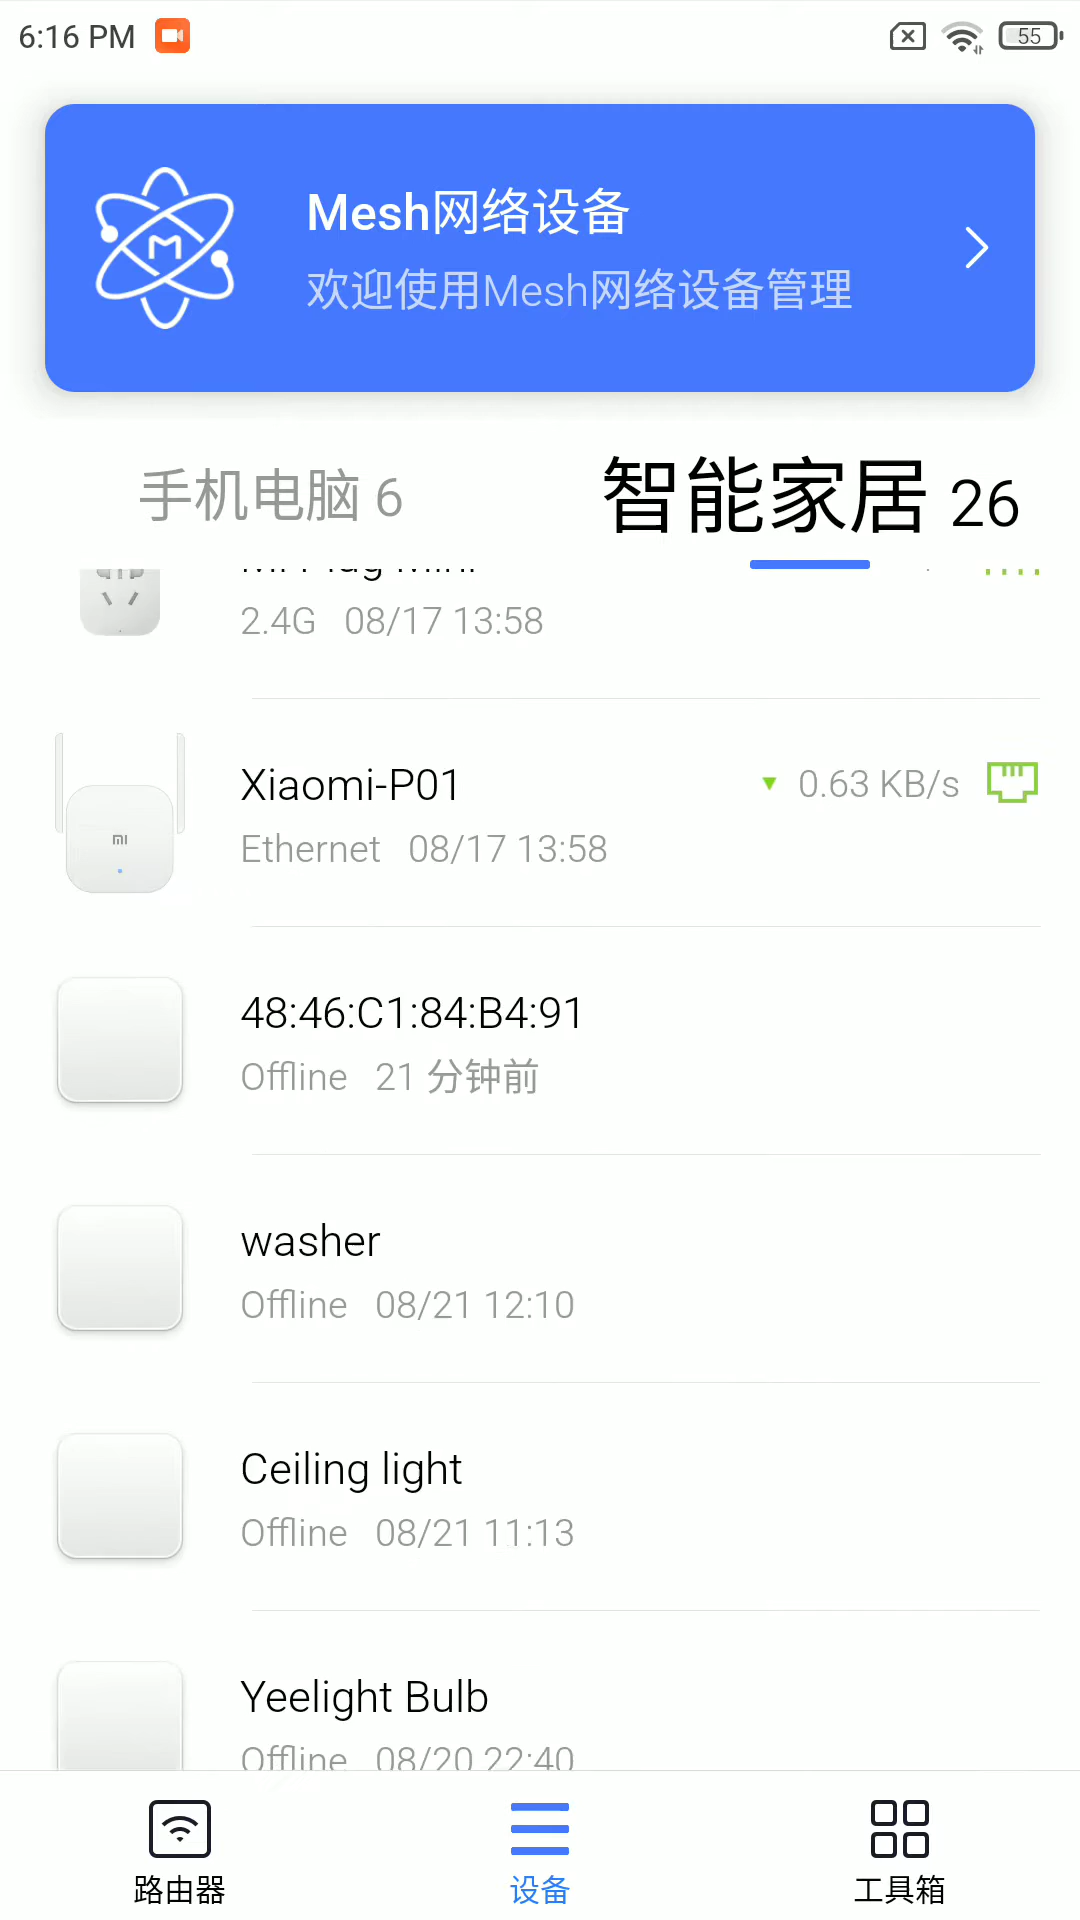 6:16 PM
55
Mesh网络设备
欢迎使用Mesh网络设备管理
手机电脑 6
智能家居 26
2.4G 08/17 13:58
Xiaomi-P01
0.63 KB/s
Ethernet 08/17 13:58
48:46:C1:84:B4:91
Offline 21 分钟前
washer
Offline 08/21 12:10
Ceiling light
Offline 08/21 11:13
Yeelight Bulb
Offline 08/20 22:40
路由器
设备
工具箱